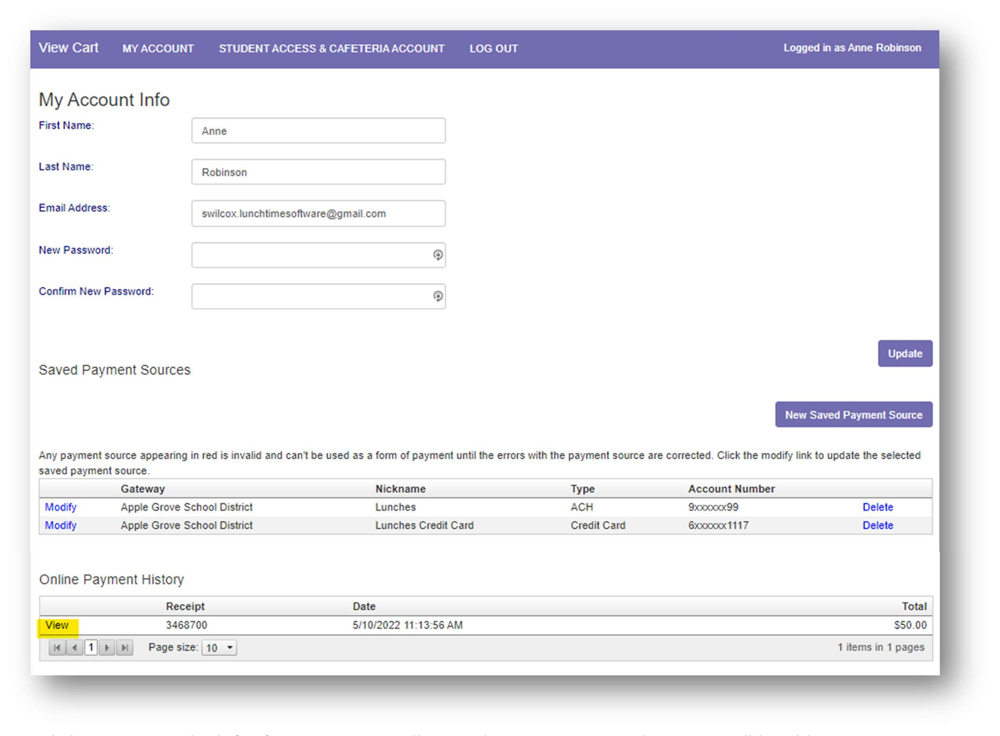 View Cart MY ACCOUNT STUDENT ACCESS & CAFETERIA ACCOUNT LOG OUT Logged in as Anne Robinson
My Account Info
First Name: Anne
Last Name: Robinson
Email Address: swilcox.lunchtimesoftware@gmail.com
New Password:
Confirm New Password:
Update
Saved Payment Sources
New Saved Payment Source
Any payment source appearing in red is invalid and can't be used as a form of payment until the errors with the payment source are corrected. Click the modify link to update the selected
saved payment source.
Gateway Nickname Type Account Number
Modify Apple Grove School District Lunches ACH 9xxxxxx99 Delete
Modify Apple Grove School District Lunches Credit Card Credit Card 6xxxxxx1117 Delete
Online Payment History
Receipt Date Total
View 3468700 5/10/2022 11:13:56 AM $50.00
1 Page size: 10 1 items in 1 pages